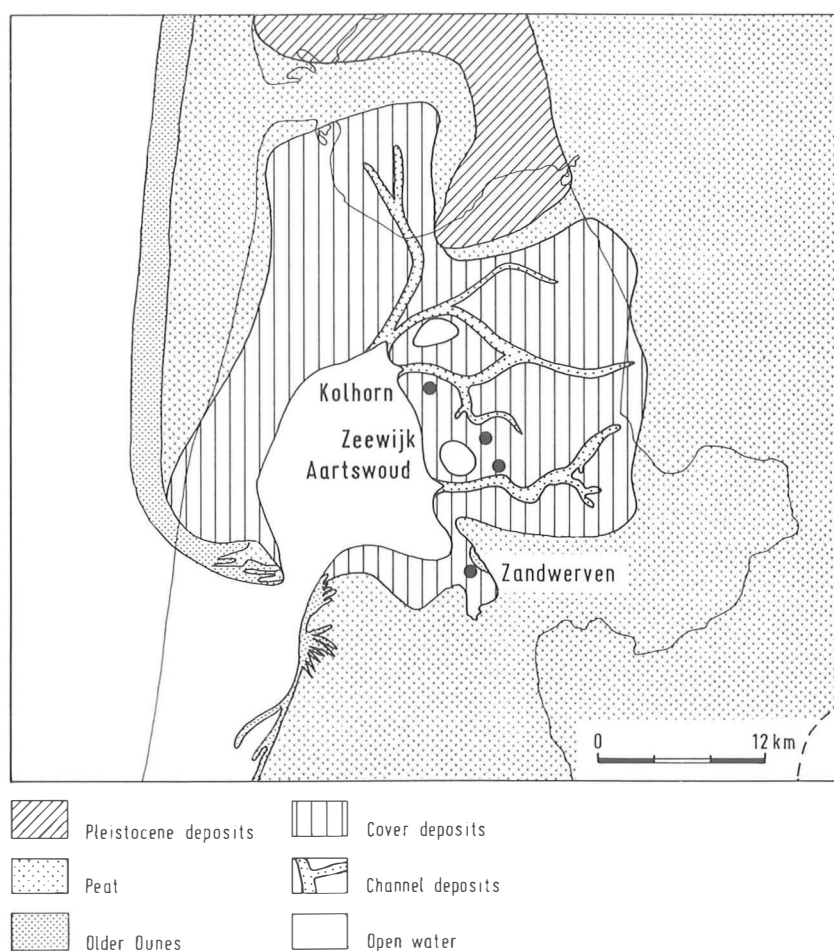 Kolhorn
Zeewijk
Aartswoud
Zandwerven
0 12 km
Pleistocene deposits
Cover deposits
Peat
Channel deposits
Older Dunes
Open water